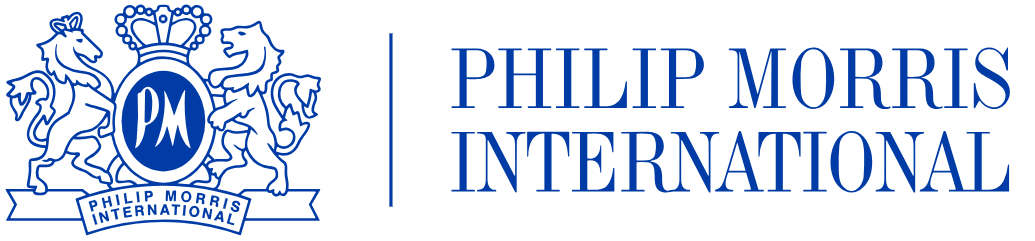 PM
PHILIP MORRIS
INTERNATIONAL
PHILIP MORRIS
INTERNATIONAL